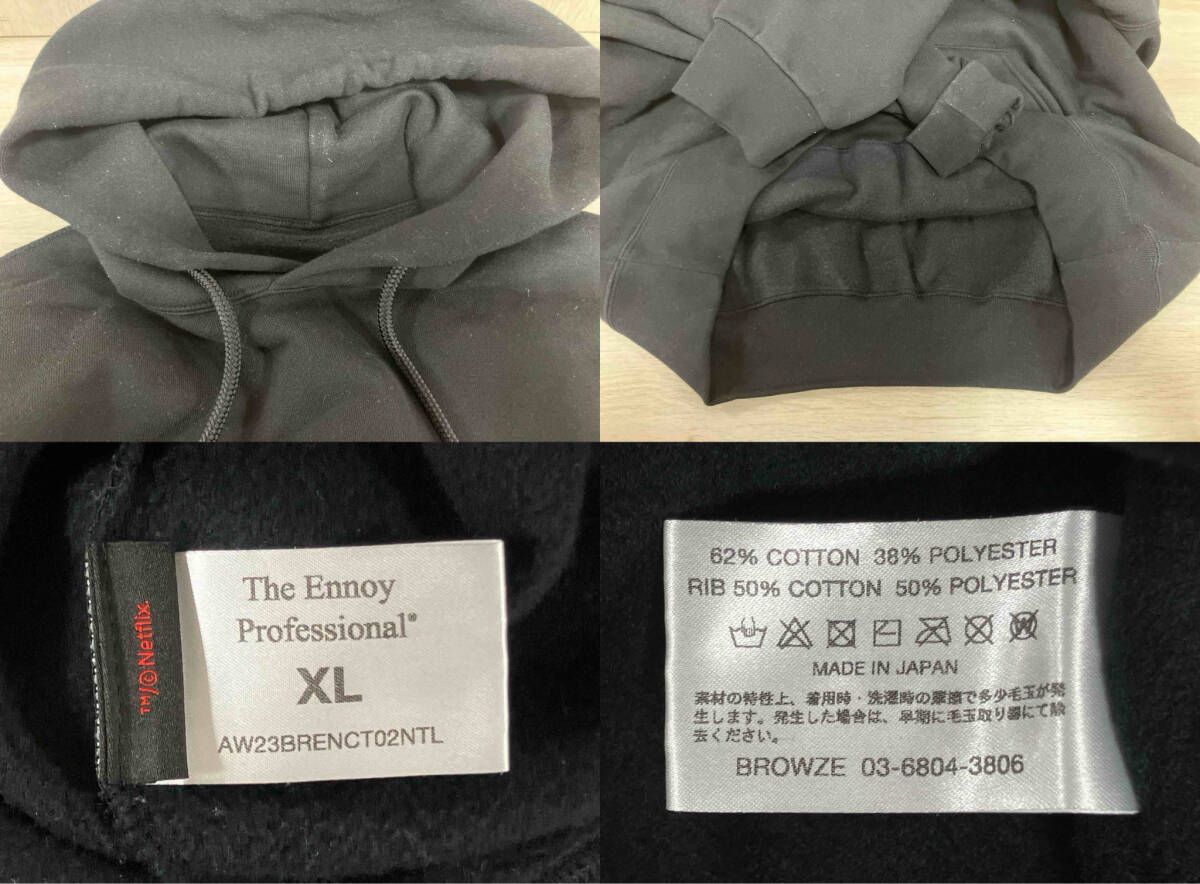 TM/©Netflix.
The Ennoy
Professional®
XL
AW23BRENCT02NTL
62% COTTON 38% POLYESTER
RIB 50% COTTON 50% POLYESTER
MADE IN JAPAN
素材の特性上、着用時・洗濯時の摩擦で多少毛玉が発
生します。発生した場合は、早期に毛玉取り器にて除
去ください。
BROWZE 03-6804-3806